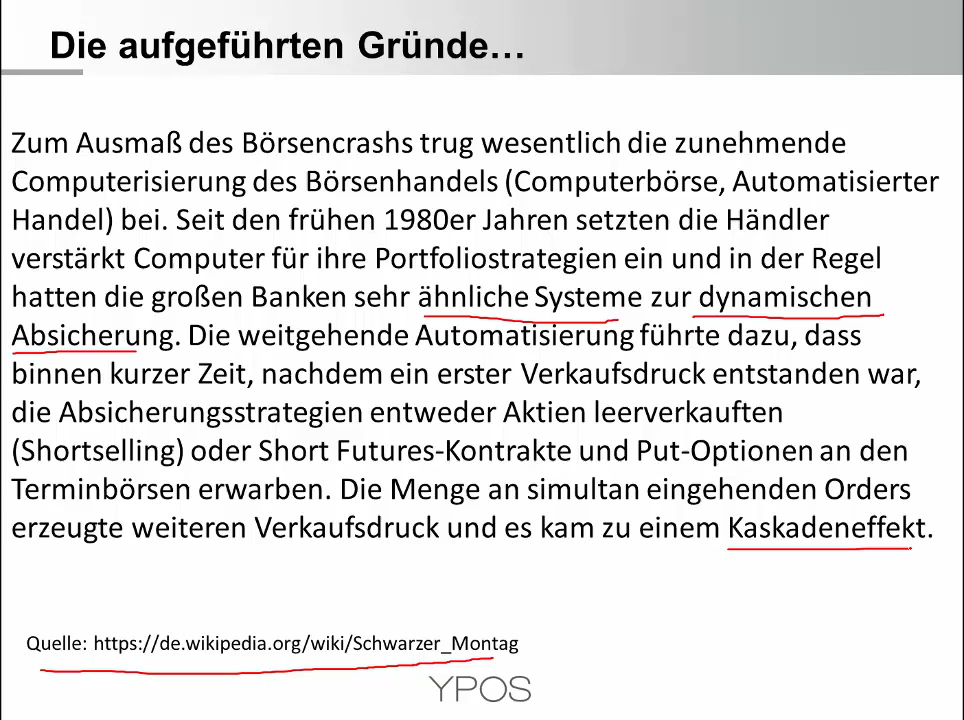 Die aufgeführten Gründe…
Zum Ausmaß des Börsencrashs trug wesentlich die zunehmende
Computerisierung des Börsenhandels (Computerbörse, Automatisierter
Handel) bei. Seit den frühen 1980er Jahren setzten die Händler
verstärkt Computer für ihre Portfoliostrategien ein und in der Regel
hatten die großen Banken sehr ähnliche Systeme zur dynamischen
Absicherung. Die weitgehende Automatisierung führte dazu, dass
binnen kurzer Zeit, nachdem ein erster Verkaufsdruck entstanden war,
die Absicherungsstrategien entweder Aktien leerverkauften
(Shortselling) oder Short Futures-Kontrakte und Put-Optionen an den
Terminbörsen erwarben. Die Menge an simultan eingehenden Orders
erzeugte weiteren Verkaufsdruck und es kam zu einem Kaskadeneffekt.
Quelle: https://de.wikipedia.org/wiki/Schwarzer_Montag
YPOS